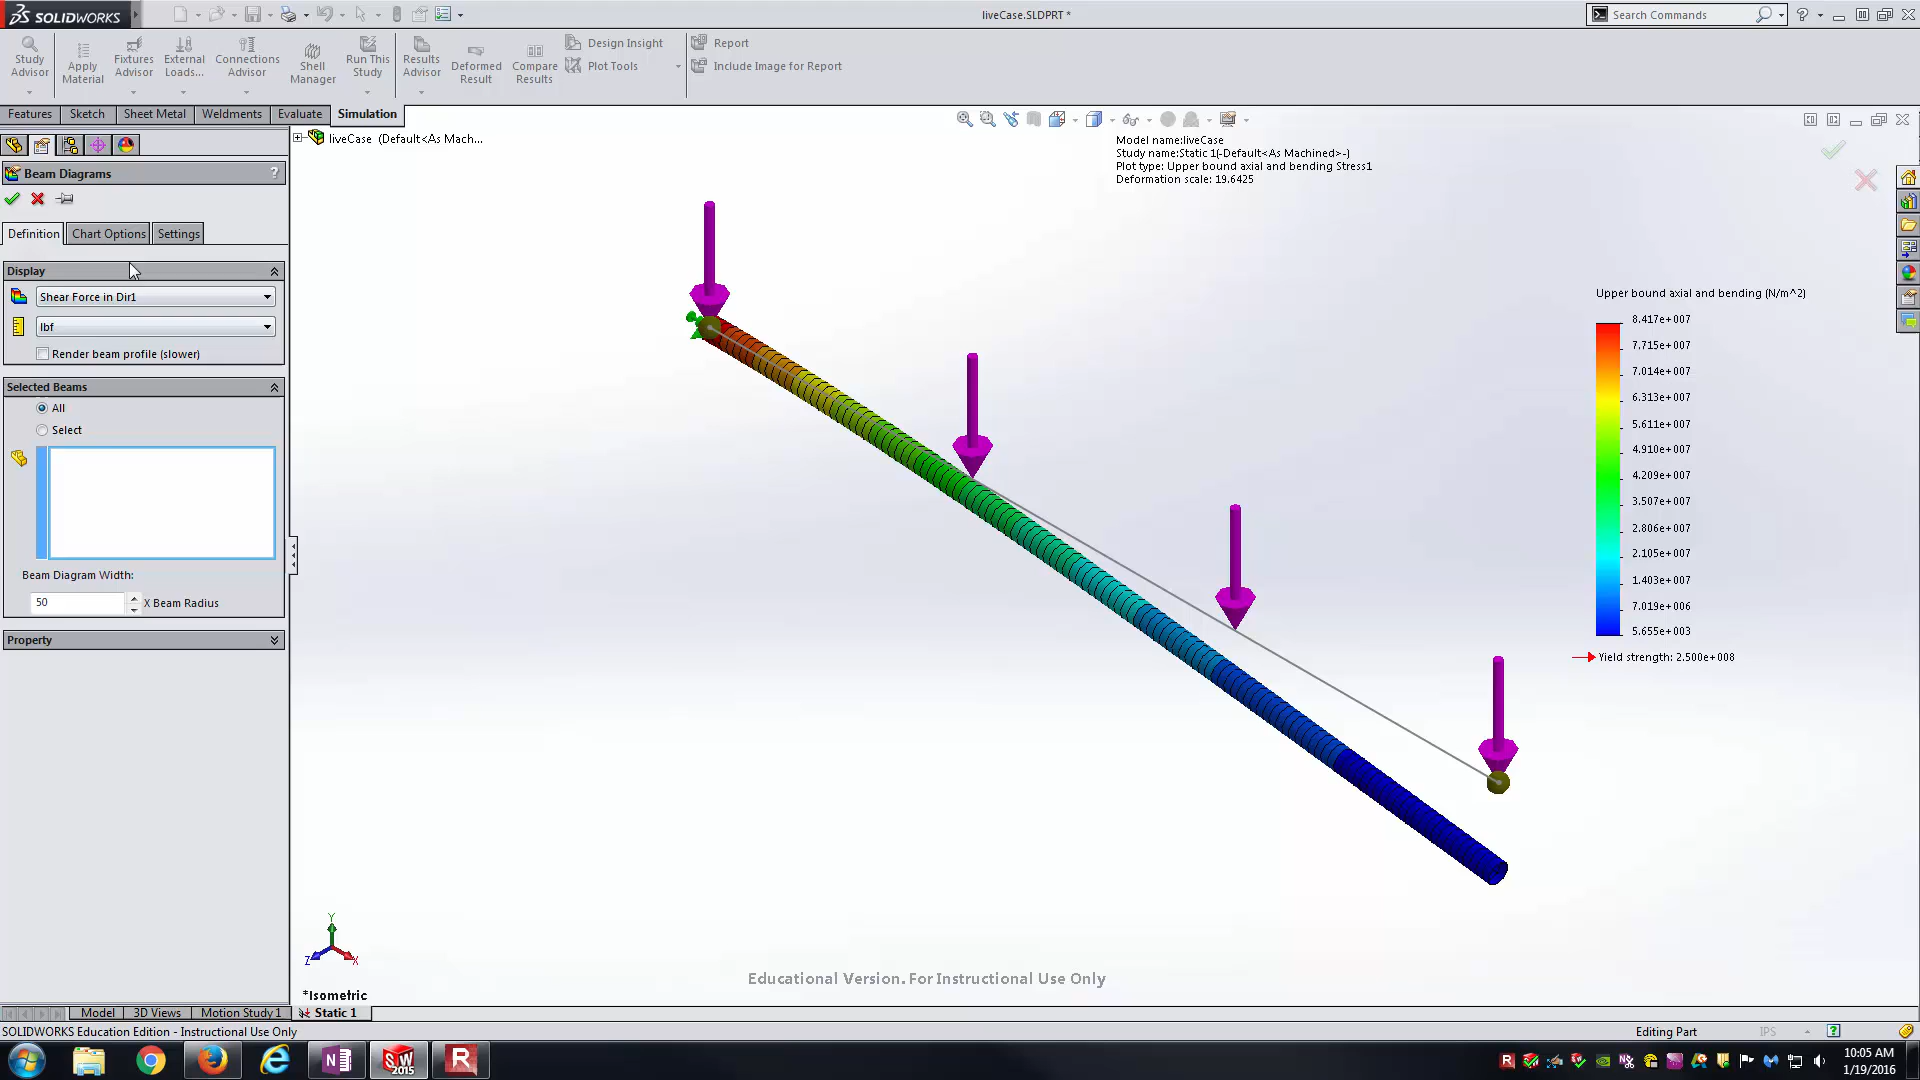 SOLIDWORKS
liveCase.SLDPRT *
Search Commands
Study Advisor
Apply Material
Fixtures Advisor
External Loads...
Connections Advisor
Shell Manager
Run This Study
Results Advisor
Deformed Result
Compare Results
Design Insight
Plot Tools
Report
Include Image for Report
Features
Sketch
Sheet Metal
Weldments
Evaluate
Simulation
liveCase (Default<As Mach...
Beam Diagrams
?
Definition
Chart Options
Settings
Display
Shear Force in Dir1
lbf
Render beam profile (slower)
Selected Beams
All
Select
Beam Diagram Width:
50
X Beam Radius
Property
Model name:liveCase
Study name:Static 1(-Default<As Machined>-)
Plot type: Upper bound axial and bending Stress1
Deformation scale: 19.6425
Upper bound axial and bending (N/m^2)
8.417e+007
7.715e+007
7.014e+007
6.313e+007
5.611e+007
4.910e+007
4.209e+007
3.507e+007
2.806e+007
2.105e+007
1.403e+007
7.019e+006
5.655e+003
Yield strength: 2.500e+008
Y
Z
X
Educational Version. For Instructional Use Only
*Isometric
Model
3D Views
Motion Study 1
Static 1
SOLIDWORKS Education Edition - Instructional Use Only
Editing Part
IPS
SW
2015
R
10:05 AM
1/19/2016